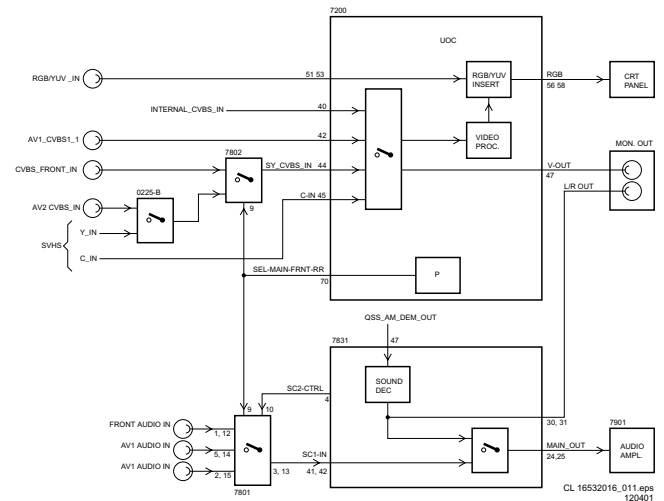 7200
UOC
RGB/YUV _IN
51 53
RGB/YUV
INSERT
RGB
56 58
CRT
PANEL
INTERNAL_CVBS_IN
40
AV1_CVBS1_1
42
VIDEO
PROC.
MON. OUT
7802
CVBS_FRONT_IN
SY_CVBS_IN
44
V-OUT
47
0225-B
L/R OUT
AV2 CVBS_IN
9
C-IN
45
Y_IN
SVHS
C_IN
SEL-MAIN-FRNT-RR
70
P
QSS_AM_DEM_OUT
7831
47
SOUND
DEC
SC2-CTRL
4
9
10
FRONT AUDIO IN
1, 12
30, 31
7901
AV1 AUDIO IN
5, 14
SC1-IN
MAIN_OUT
AUDIO
AMPL.
3, 13
41, 42
24,25
AV1 AUDIO IN
2, 15
7801
CL 16532016_011.eps
120401